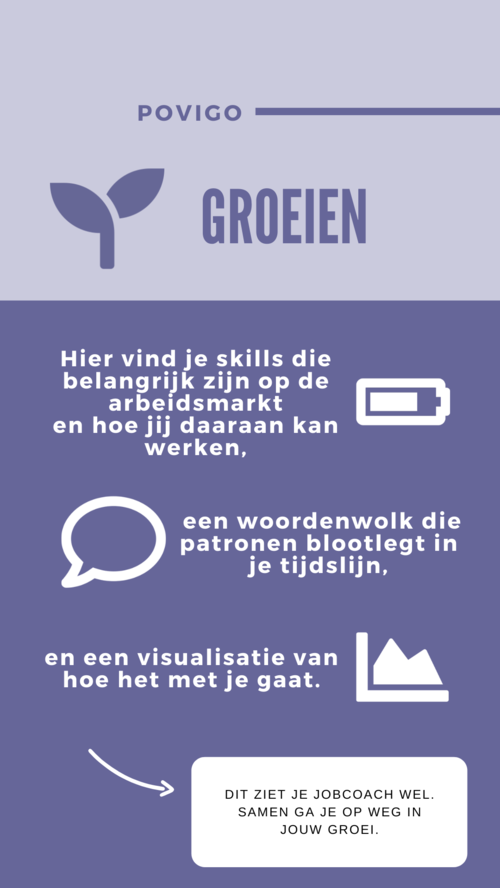 POVIGO
GROEIEN
Hier vind je skills die
belangrijk zijn op de
arbeidsmarkt
en hoe jij daaraan kan
werken,
een woordenwolk die
patronen blootlegt in
je tijdslijn,
en een visualisatie van
hoe het met je gaat.
DIT ZIET JE JOBCOACH WEL.
SAMEN GA JE OP WEG IN
JOUW GROEI.